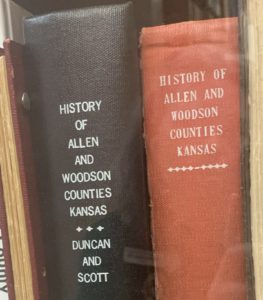 HISTORY
OF
ALLEN
AND
WOODSON
COUNTIES
KANSAS
DUNCAN
AND
SCOTT
HISTORY OF
ALLEN AND
WOODSON
COUNTIES
KANSAS